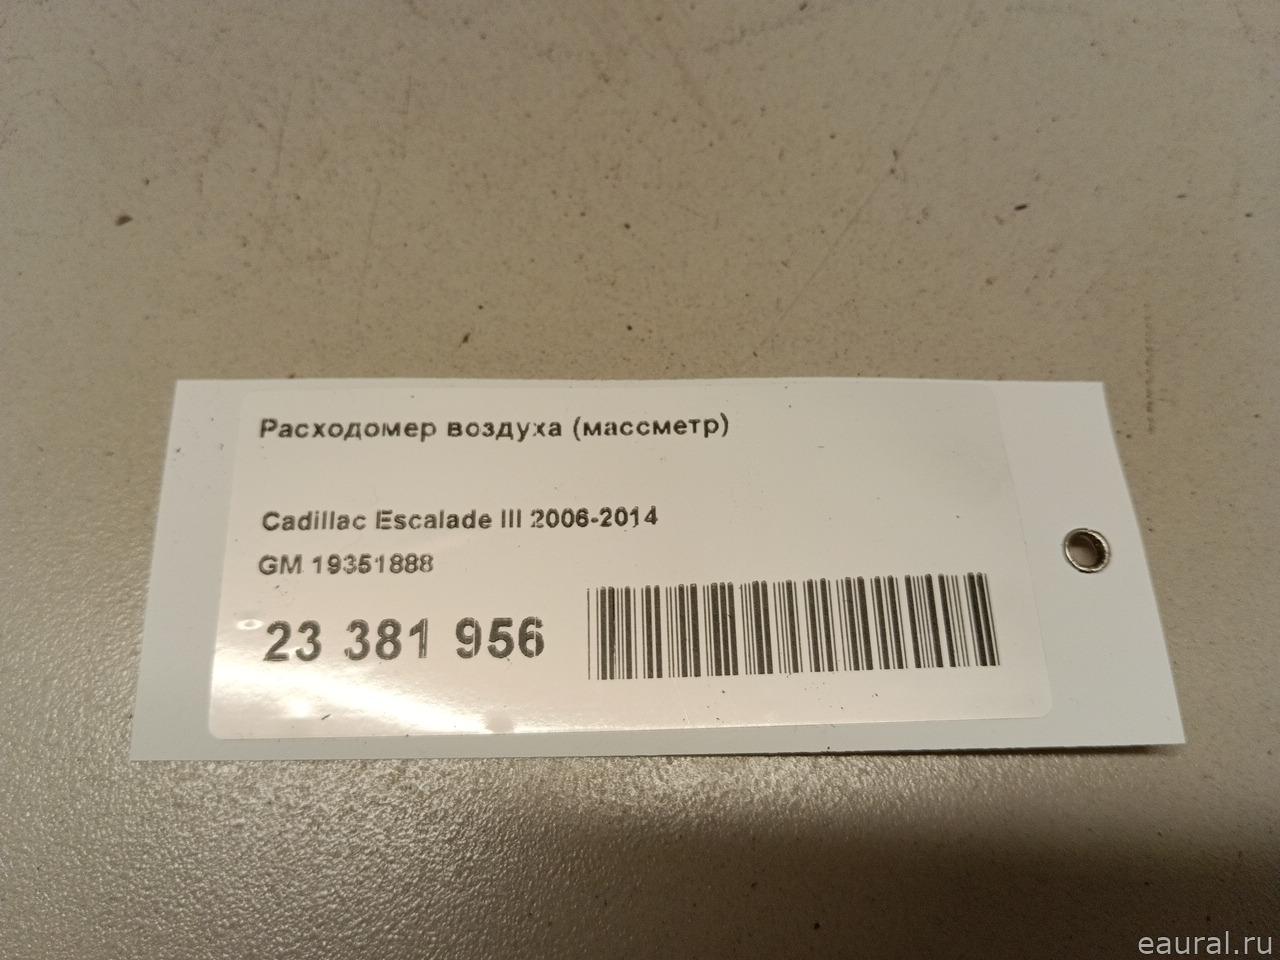 Расходомер воздуха (массметр)
Cadillac Escalade III 2006-2014
GM 19351888
23 381 956
eaural.ru